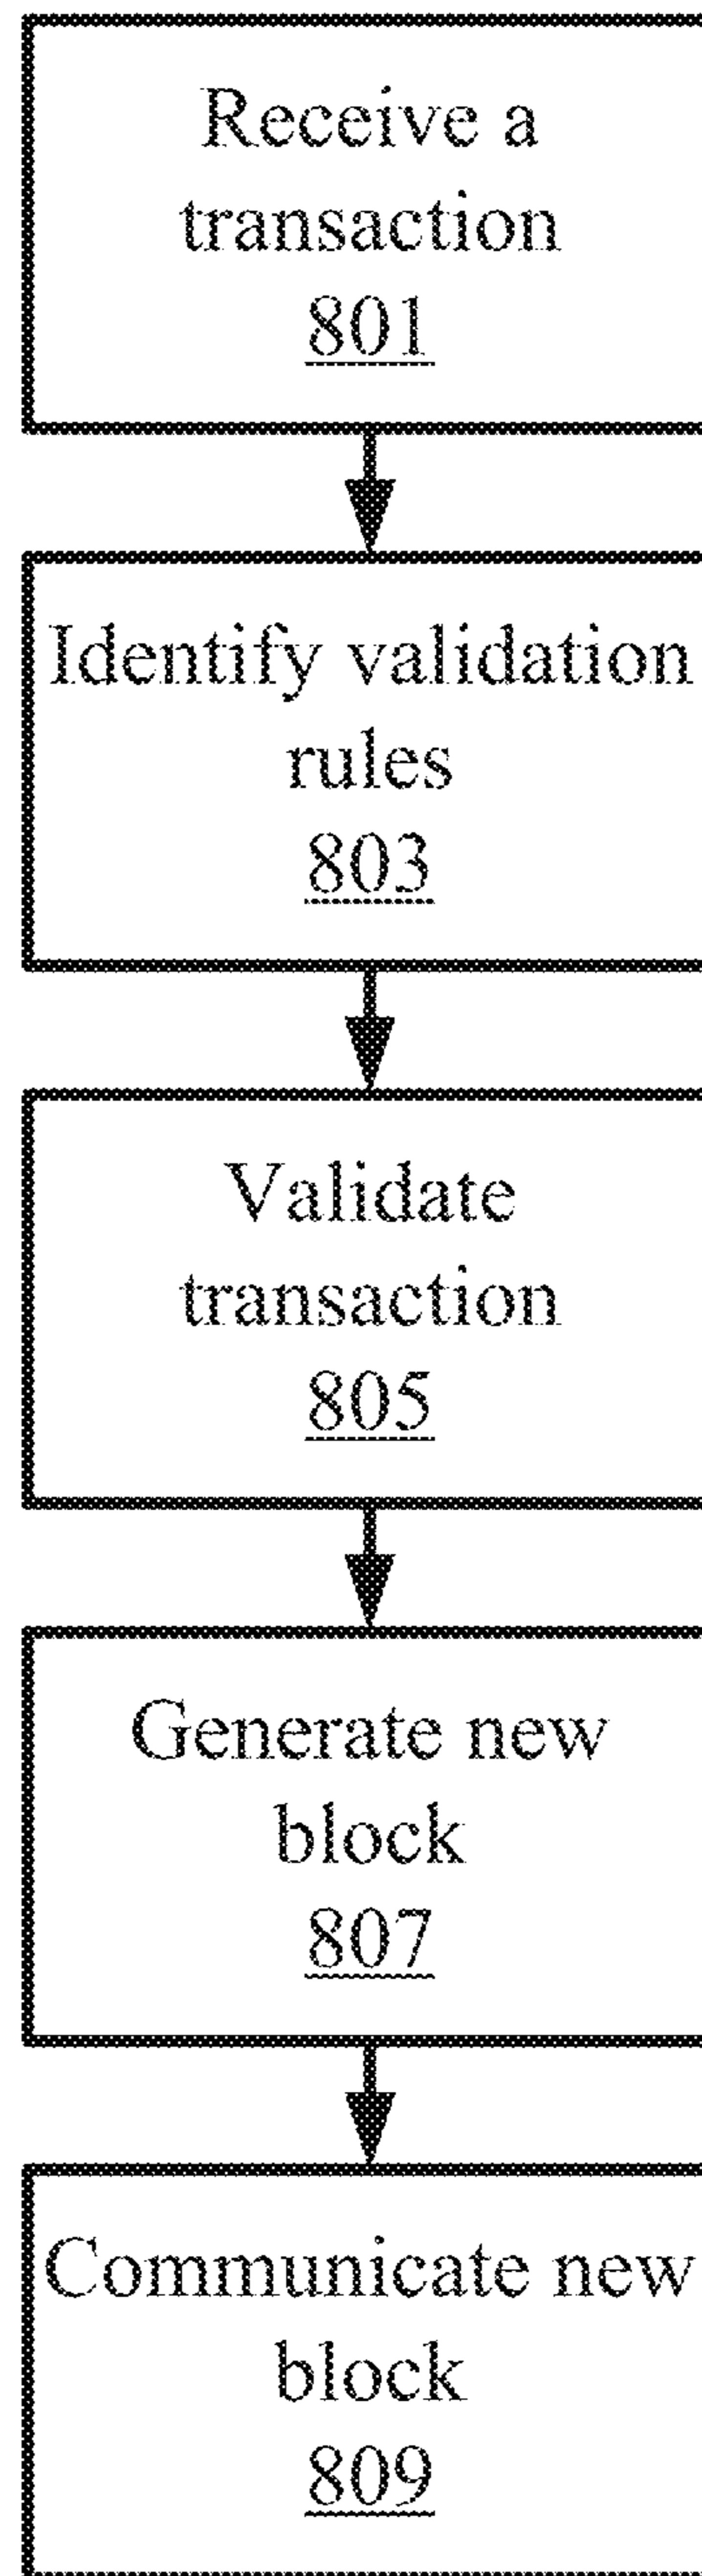 Receive a
transaction
801
Identify validation
rules
803
Validate
transaction
805
Generate new
block
807
Communicate new
block
809